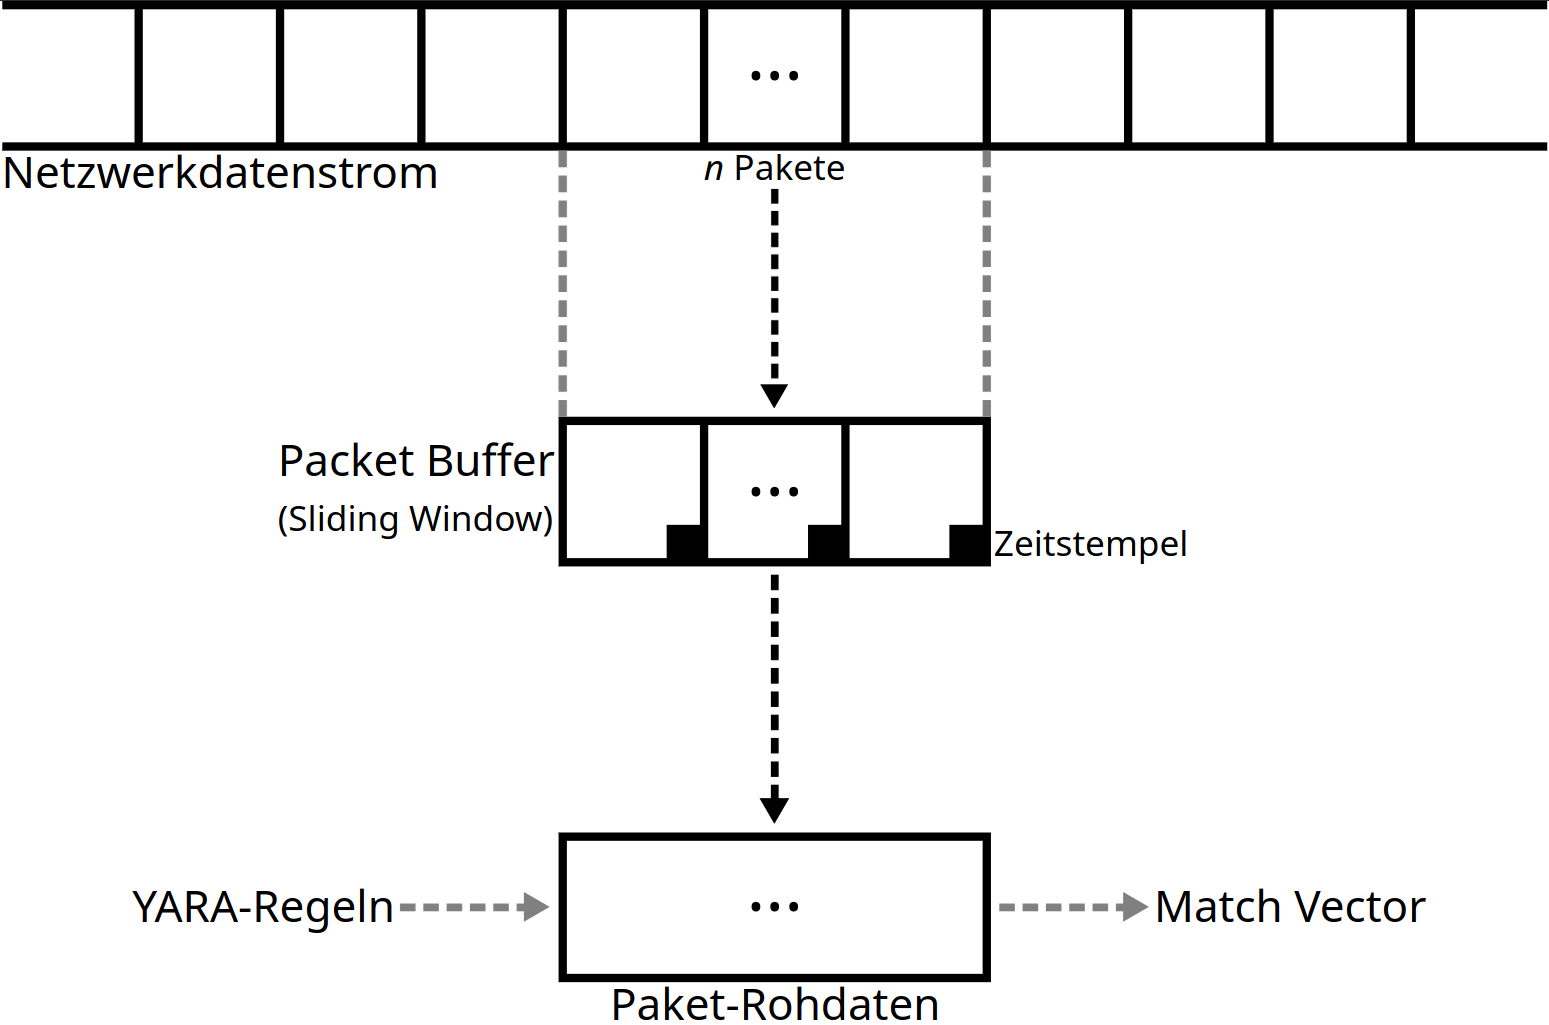 ...
Netzwerkdatenstrom
n Pakete
Packet Buffer
(Sliding Window)
...
Zeitstempel
YARA-Regeln
...
Match Vector
Paket-Rohdaten